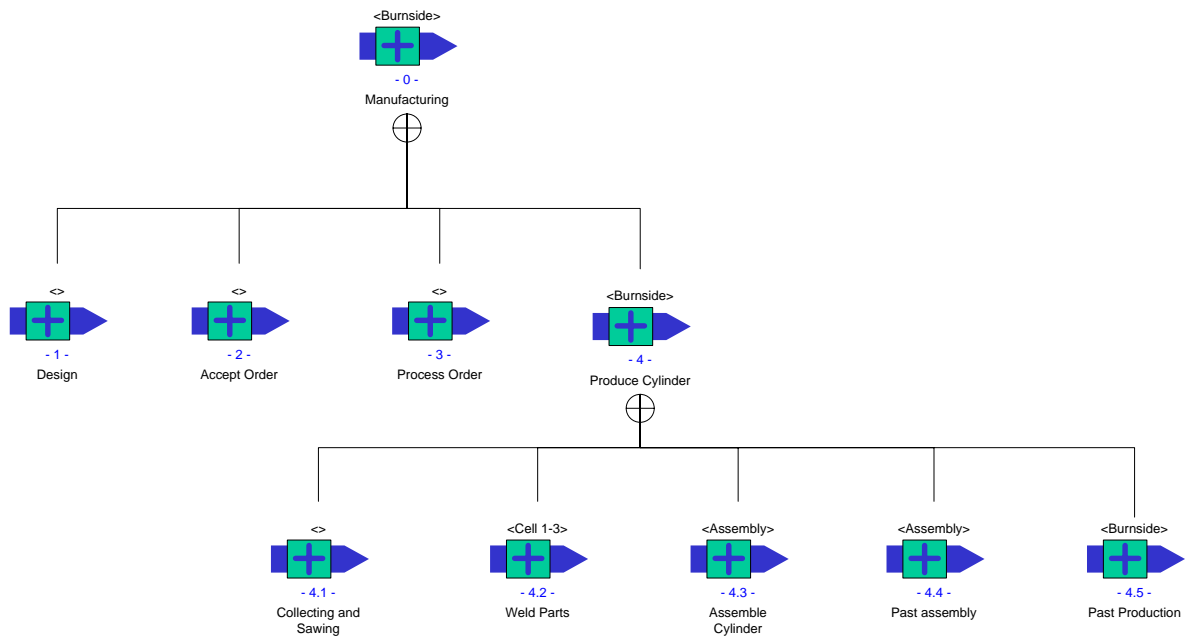 <Burnside>
- 0 -
Manufacturing
<>
<>
<>
<Burnside>
- 1 -
- 2 -
- 3 -
- 4 -
Design
Accept Order
Process Order
Produce Cylinder
<>
<Cell 1-3>
<Assembly>
<Assembly>
<Burnside>
- 4.1 -
- 4.2 -
- 4.3 -
- 4.4 -
- 4.5 -
Collecting and
Sawing
Weld Parts
Assemble
Cylinder
Past assembly
Past Production